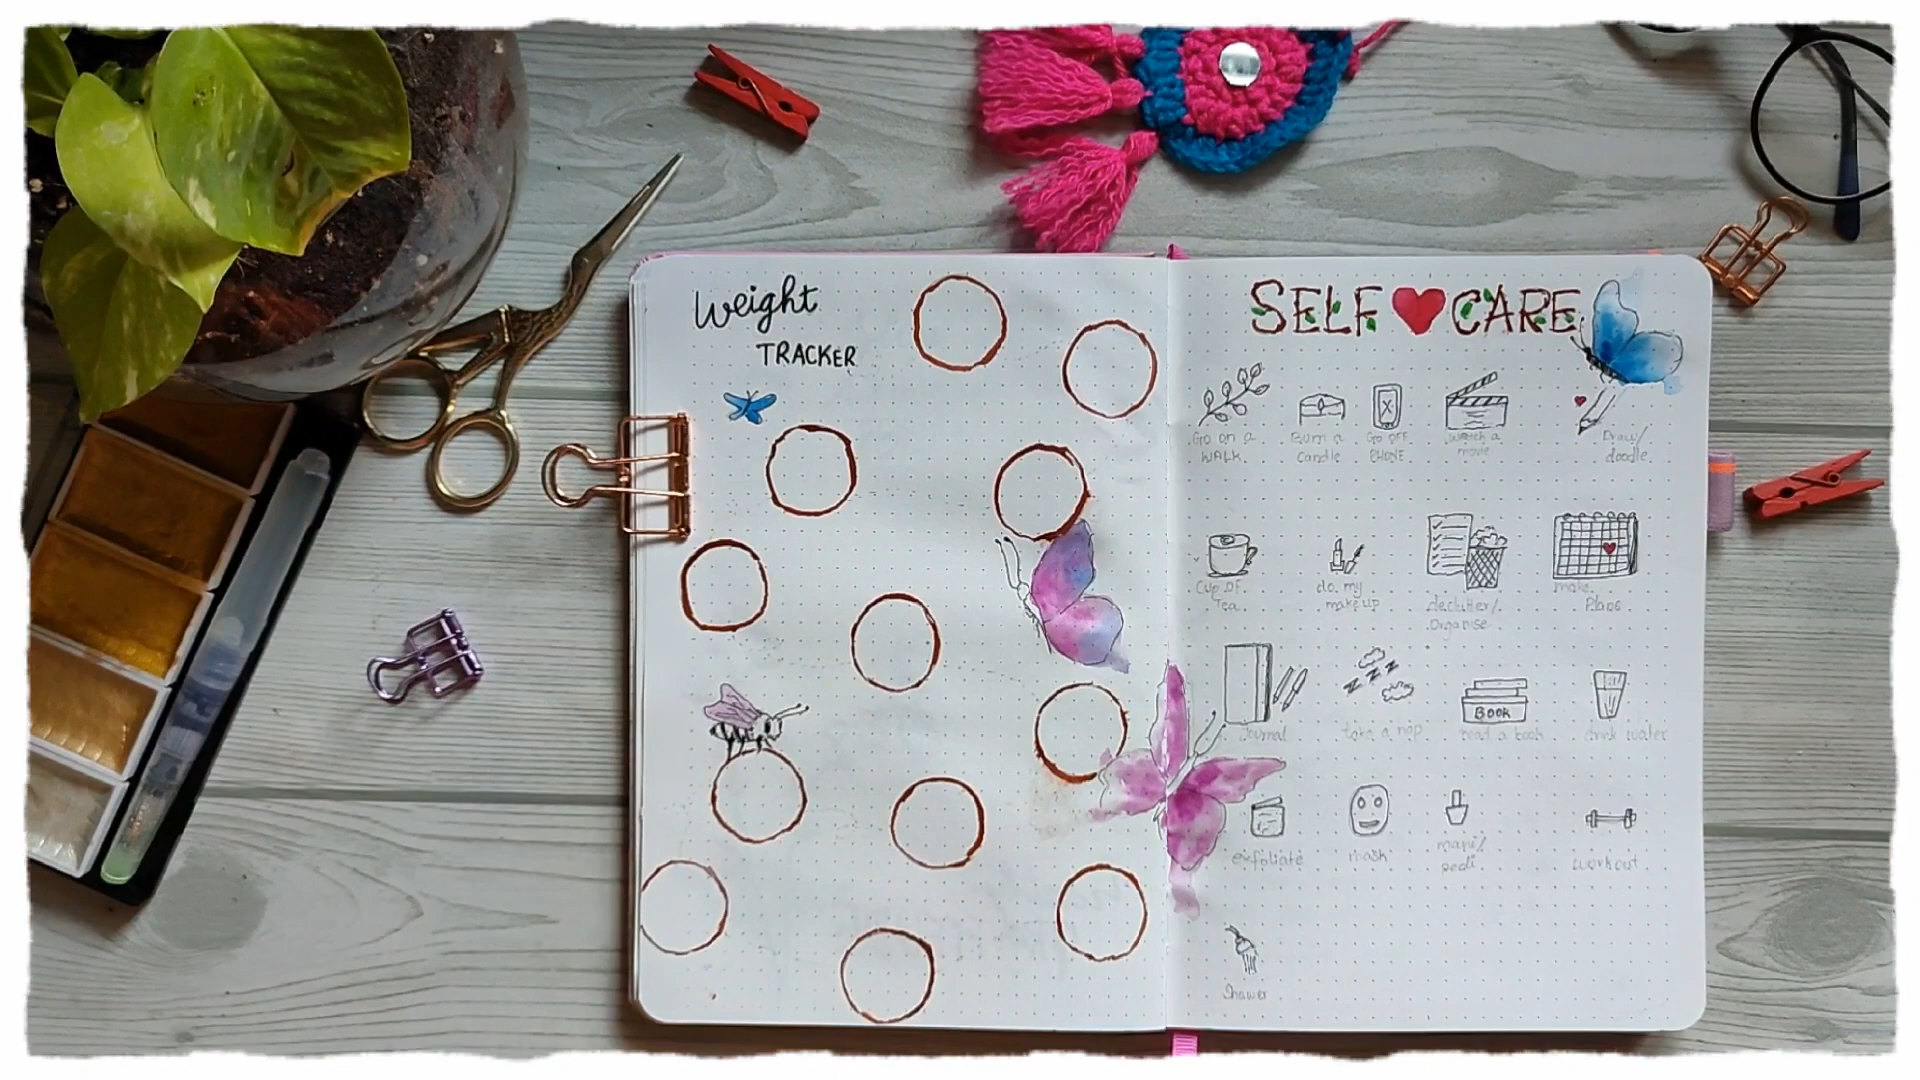 Weight
TRACKER
SELF CARE
Go on a
WALK
Burn a
Candle
Go OFF
PHONE
Watch a
movie
Draw/
doodle
Cup of
Tea
do my
makeup
declutter/
Organise
make
Plans
Journal
ZZZ
take a nap
BOOK
read a book
drink water
exfoliate
mask
mani/
pedi
workout
Shower